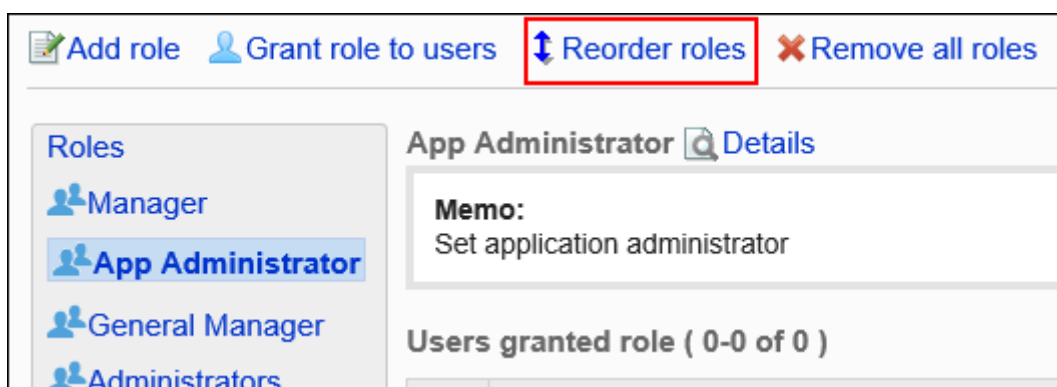 Add role Grant role to users Reorder roles Remove all roles
Roles
Manager
App Administrator
General Manager
Administrators
App Administrator Details
Memo:
Set application administrator
Users granted role ( 0-0 of 0 )